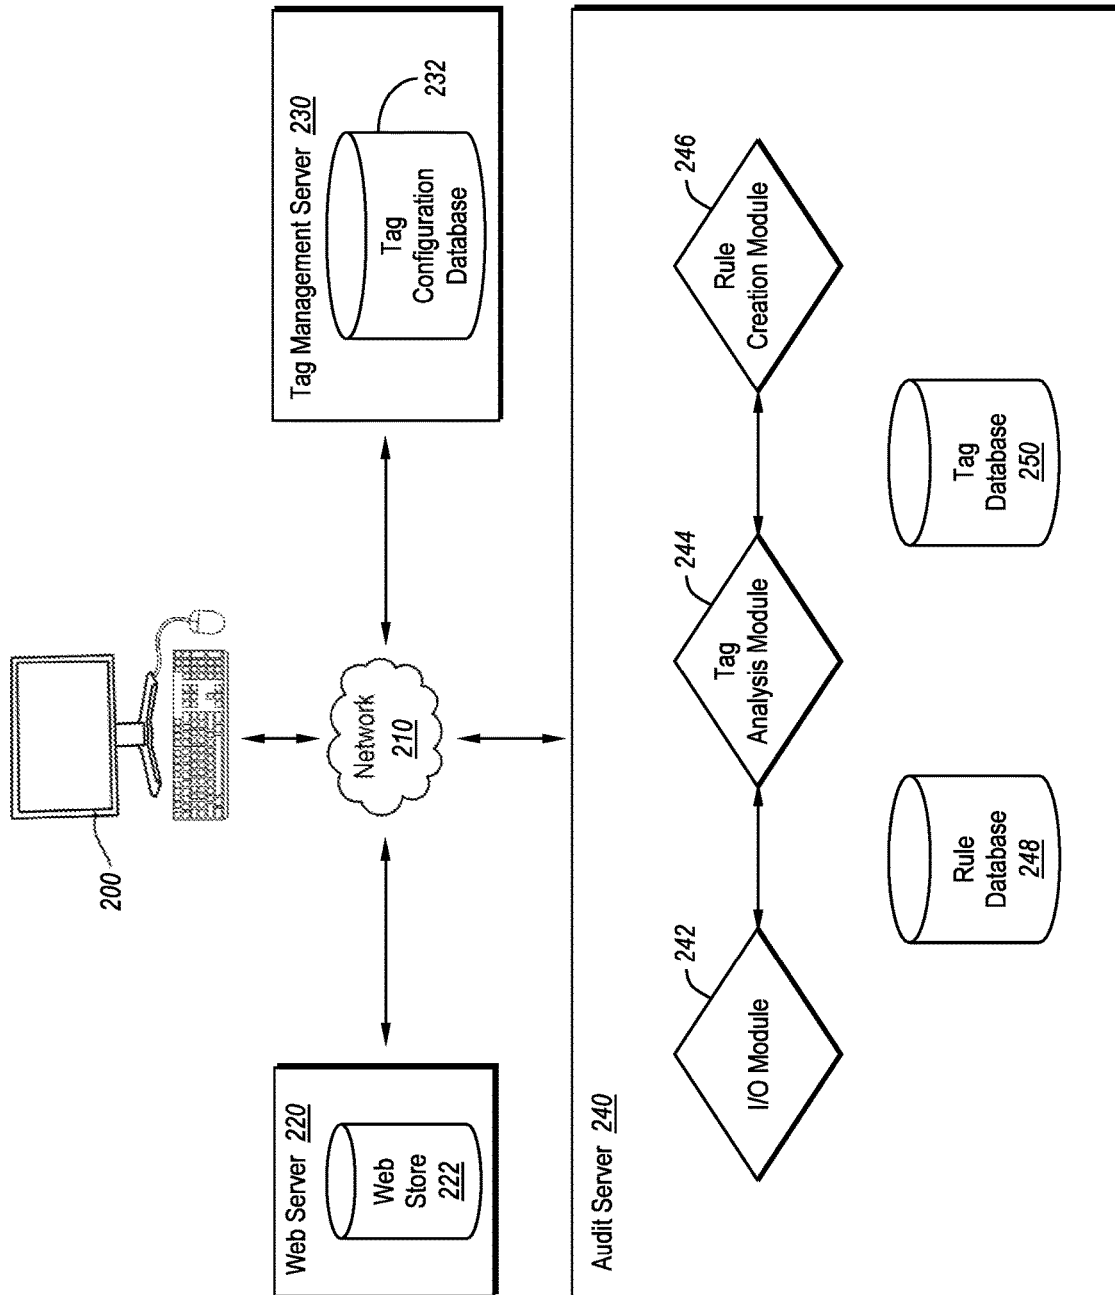 200
Network
210
Web Server 220
Web
Store
222
Tag Management Server 230
232
Tag
Configuration
Database
Audit Server 240
242
I/O Module
244
Tag
Analysis Module
246
Rule
Creation Module
Rule
Database
248
Tag
Database
250